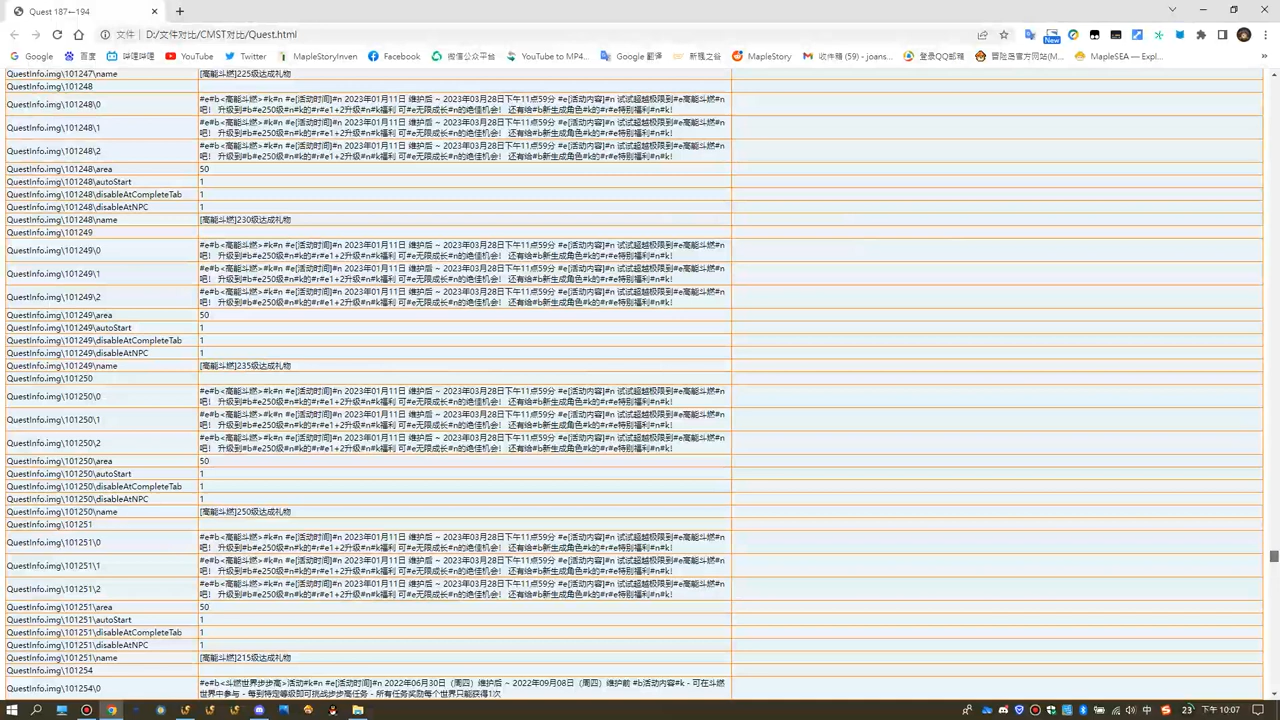 Quest 187←194
文件 D:/文件对比/CMST对比/Quest.html
New
Google 百度 哔哩哔哩 YouTube Twitter MapleStoryInven Facebook 微信公众平台 YouTube to MP4... Google 翻译 新楓之谷 MapleStory 收件箱 (59) - joans... 登录QQ邮箱 冒险岛官方网站(M... MapleSEA — Expl...
QuestInfo.img\101247\name [高能斗燃]225级达成礼物
QuestInfo.img\101248
QuestInfo.img\101248\0 #e#b<高能斗燃>#k#n #e[活动时间]#n 2023年01月11日 维护后 ~ 2023年03月28日下午11点59分 #e[活动内容]#n 试试超越极限到#e高能斗燃#n
吧！ 升级到#b#e250级#n#k的#r#e1+2升级#n#k福利 可#e无限成长#n的绝佳机会！ 还有给#b新生成角色#k的#r#e特别福利#n#k!
QuestInfo.img\101248\1 #e#b<高能斗燃>#k#n #e[活动时间]#n 2023年01月11日 维护后 ~ 2023年03月28日下午11点59分 #e[活动内容]#n 试试超越极限到#e高能斗燃#n
吧！ 升级到#b#e250级#n#k的#r#e1+2升级#n#k福利 可#e无限成长#n的绝佳机会！ 还有给#b新生成角色#k的#r#e特别福利#n#k!
QuestInfo.img\101248\2 #e#b<高能斗燃>#k#n #e[活动时间]#n 2023年01月11日 维护后 ~ 2023年03月28日下午11点59分 #e[活动内容]#n 试试超越极限到#e高能斗燃#n
吧！ 升级到#b#e250级#n#k的#r#e1+2升级#n#k福利 可#e无限成长#n的绝佳机会！ 还有给#b新生成角色#k的#r#e特别福利#n#k!
QuestInfo.img\101248\area 50
QuestInfo.img\101248\autoStart 1
QuestInfo.img\101248\disableAtCompleteTab 1
QuestInfo.img\101248\disableAtNPC 1
QuestInfo.img\101248\name [高能斗燃]230级达成礼物
QuestInfo.img\101249
QuestInfo.img\101249\0 #e#b<高能斗燃>#k#n #e[活动时间]#n 2023年01月11日 维护后 ~ 2023年03月28日下午11点59分 #e[活动内容]#n 试试超越极限到#e高能斗燃#n
吧！ 升级到#b#e250级#n#k的#r#e1+2升级#n#k福利 可#e无限成长#n的绝佳机会！ 还有给#b新生成角色#k的#r#e特别福利#n#k!
QuestInfo.img\101249\1 #e#b<高能斗燃>#k#n #e[活动时间]#n 2023年01月11日 维护后 ~ 2023年03月28日下午11点59分 #e[活动内容]#n 试试超越极限到#e高能斗燃#n
吧！ 升级到#b#e250级#n#k的#r#e1+2升级#n#k福利 可#e无限成长#n的绝佳机会！ 还有给#b新生成角色#k的#r#e特别福利#n#k!
QuestInfo.img\101249\2 #e#b<高能斗燃>#k#n #e[活动时间]#n 2023年01月11日 维护后 ~ 2023年03月28日下午11点59分 #e[活动内容]#n 试试超越极限到#e高能斗燃#n
吧！ 升级到#b#e250级#n#k的#r#e1+2升级#n#k福利 可#e无限成长#n的绝佳机会！ 还有给#b新生成角色#k的#r#e特别福利#n#k!
QuestInfo.img\101249\area 50
QuestInfo.img\101249\autoStart 1
QuestInfo.img\101249\disableAtCompleteTab 1
QuestInfo.img\101249\disableAtNPC 1
QuestInfo.img\101249\name [高能斗燃]235级达成礼物
QuestInfo.img\101250
QuestInfo.img\101250\0 #e#b<高能斗燃>#k#n #e[活动时间]#n 2023年01月11日 维护后 ~ 2023年03月28日下午11点59分 #e[活动内容]#n 试试超越极限到#e高能斗燃#n
吧！ 升级到#b#e250级#n#k的#r#e1+2升级#n#k福利 可#e无限成长#n的绝佳机会！ 还有给#b新生成角色#k的#r#e特别福利#n#k!
QuestInfo.img\101250\1 #e#b<高能斗燃>#k#n #e[活动时间]#n 2023年01月11日 维护后 ~ 2023年03月28日下午11点59分 #e[活动内容]#n 试试超越极限到#e高能斗燃#n
吧！ 升级到#b#e250级#n#k的#r#e1+2升级#n#k福利 可#e无限成长#n的绝佳机会！ 还有给#b新生成角色#k的#r#e特别福利#n#k!
QuestInfo.img\101250\2 #e#b<高能斗燃>#k#n #e[活动时间]#n 2023年01月11日 维护后 ~ 2023年03月28日下午11点59分 #e[活动内容]#n 试试超越极限到#e高能斗燃#n
吧！ 升级到#b#e250级#n#k的#r#e1+2升级#n#k福利 可#e无限成长#n的绝佳机会！ 还有给#b新生成角色#k的#r#e特别福利#n#k!
QuestInfo.img\101250\area 50
QuestInfo.img\101250\autoStart 1
QuestInfo.img\101250\disableAtCompleteTab 1
QuestInfo.img\101250\disableAtNPC 1
QuestInfo.img\101250\name [高能斗燃]250级达成礼物
QuestInfo.img\101251
QuestInfo.img\101251\0 #e#b<高能斗燃>#k#n #e[活动时间]#n 2023年01月11日 维护后 ~ 2023年03月28日下午11点59分 #e[活动内容]#n 试试超越极限到#e高能斗燃#n
吧！ 升级到#b#e250级#n#k的#r#e1+2升级#n#k福利 可#e无限成长#n的绝佳机会！ 还有给#b新生成角色#k的#r#e特别福利#n#k!
QuestInfo.img\101251\1 #e#b<高能斗燃>#k#n #e[活动时间]#n 2023年01月11日 维护后 ~ 2023年03月28日下午11点59分 #e[活动内容]#n 试试超越极限到#e高能斗燃#n
吧！ 升级到#b#e250级#n#k的#r#e1+2升级#n#k福利 可#e无限成长#n的绝佳机会！ 还有给#b新生成角色#k的#r#e特别福利#n#k!
QuestInfo.img\101251\2 #e#b<高能斗燃>#k#n #e[活动时间]#n 2023年01月11日 维护后 ~ 2023年03月28日下午11点59分 #e[活动内容]#n 试试超越极限到#e高能斗燃#n
吧！ 升级到#b#e250级#n#k的#r#e1+2升级#n#k福利 可#e无限成长#n的绝佳机会！ 还有给#b新生成角色#k的#r#e特别福利#n#k!
QuestInfo.img\101251\area 50
QuestInfo.img\101251\autoStart 1
QuestInfo.img\101251\disableAtCompleteTab 1
QuestInfo.img\101251\disableAtNPC 1
QuestInfo.img\101251\name [高能斗燃]215级达成礼物
QuestInfo.img\101254
QuestInfo.img\101254\0 #e#b<斗燃世界步步高>活动#k#n #e[活动时间]#n 2022年06月30日（周四）维护后 ~ 2022年09月08日（周四）维护前 #b活动内容#k - 可在斗燃
世界中参与 - 每到特定等级即可挑战步步高任务 - 所有任务奖励每个世界只能获得1次
中 23° 下午 10:07